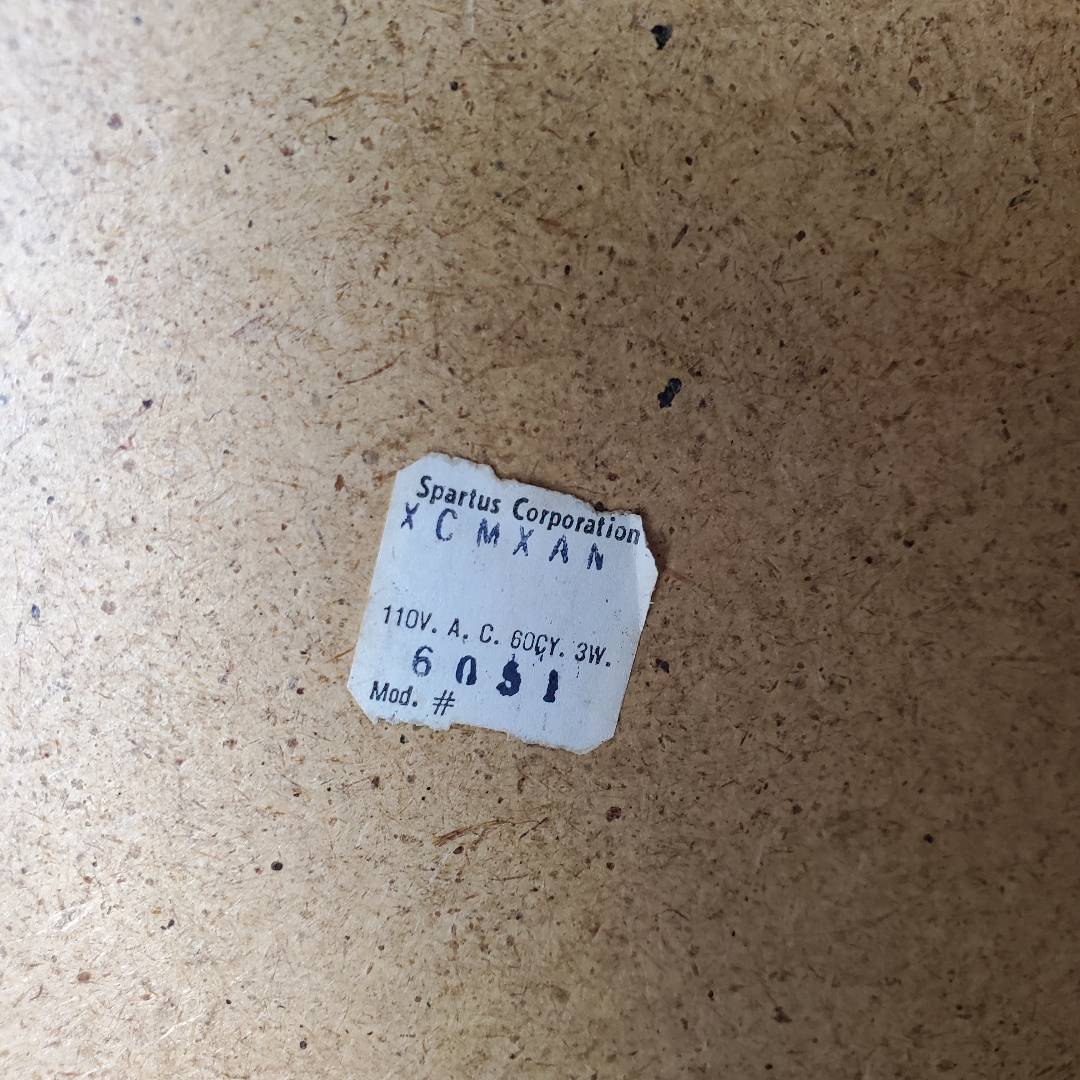 Spartus Corporation
X C M X A N
110V. A. C. 60CY. 3W.
6 0 5 1
Mod. #